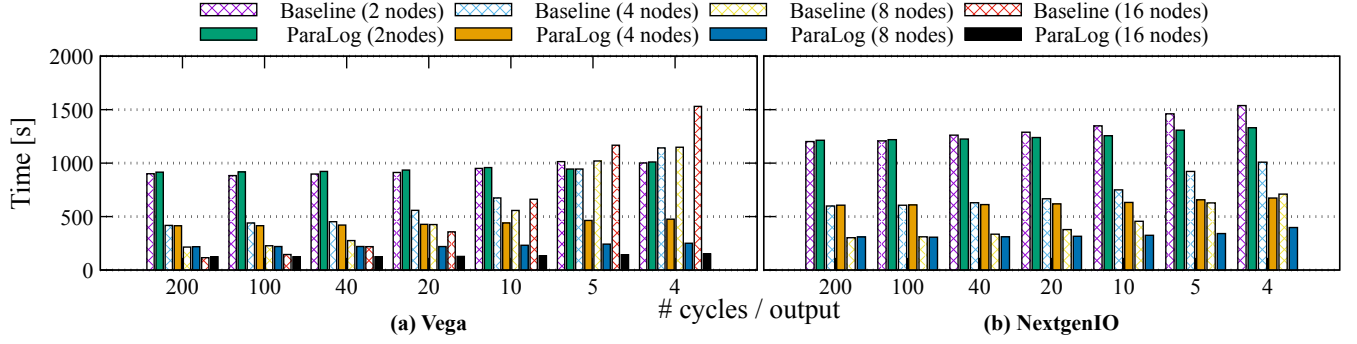 Baseline (2 nodes) Baseline (4 nodes) Baseline (8 nodes) Baseline (16 nodes)
ParaLog (2nodes) ParaLog (4 nodes) ParaLog (8 nodes) ParaLog (16 nodes)
2000
1500
1000
500
0
Time [s]
200 100 40 20 10 5 4 200 100 40 20 10 5 4
# cycles / output
(a) Vega (b) NextgenIO